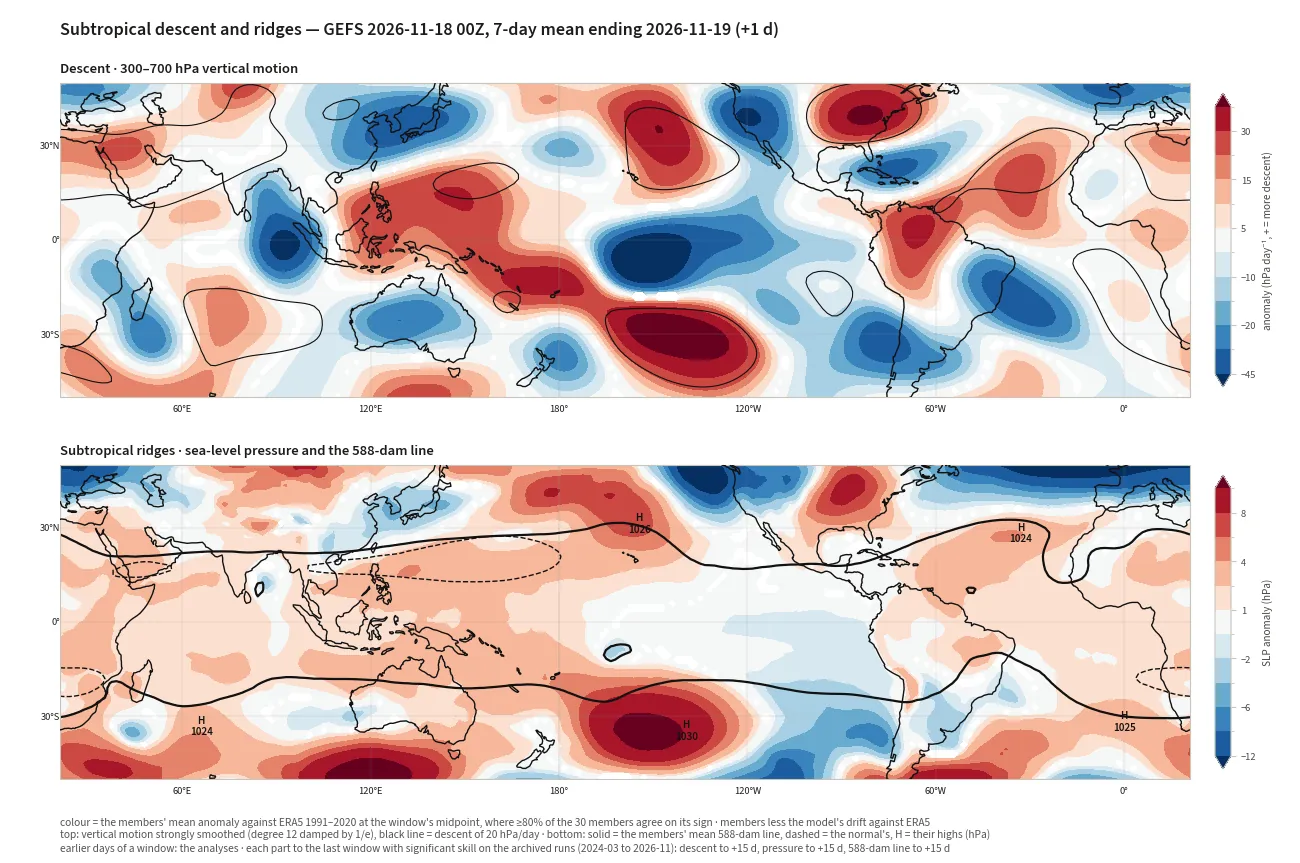 Subtropical descent and ridges — GEFS 2026-11-18 00Z, 7-day mean ending 2026-11-19 (+1 d)
Descent · 300–700 hPa vertical motion
30°N
0°
30°S
60°E
120°E
180°
120°W
60°W
0°
30
15
5
−10
−20
−45
anomaly (hPa day⁻¹, + = more descent)
Subtropical ridges · sea-level pressure and the 588-dam line
H
1026
H
1024
H
1024
H
1030
H
1025
30°N
0°
30°S
60°E
120°E
180°
120°W
60°W
0°
8
4
1
−2
−6
−12
SLP anomaly (hPa)
colour = the members' mean anomaly against ERA5 1991–2020 at the window's midpoint, where ≥80% of the 30 members agree on its sign · members less the model's drift against ERA5
top: vertical motion strongly smoothed (degree 12 damped by 1/e), black line = descent of 20 hPa/day · bottom: solid = the members' mean 588-dam line, dashed = the normal's, H = their highs (hPa)
earlier days of a window: the analyses · each part to the last window with significant skill on the archived runs (2024-03 to 2026-11): descent to +15 d, pressure to +15 d, 588-dam line to +15 d